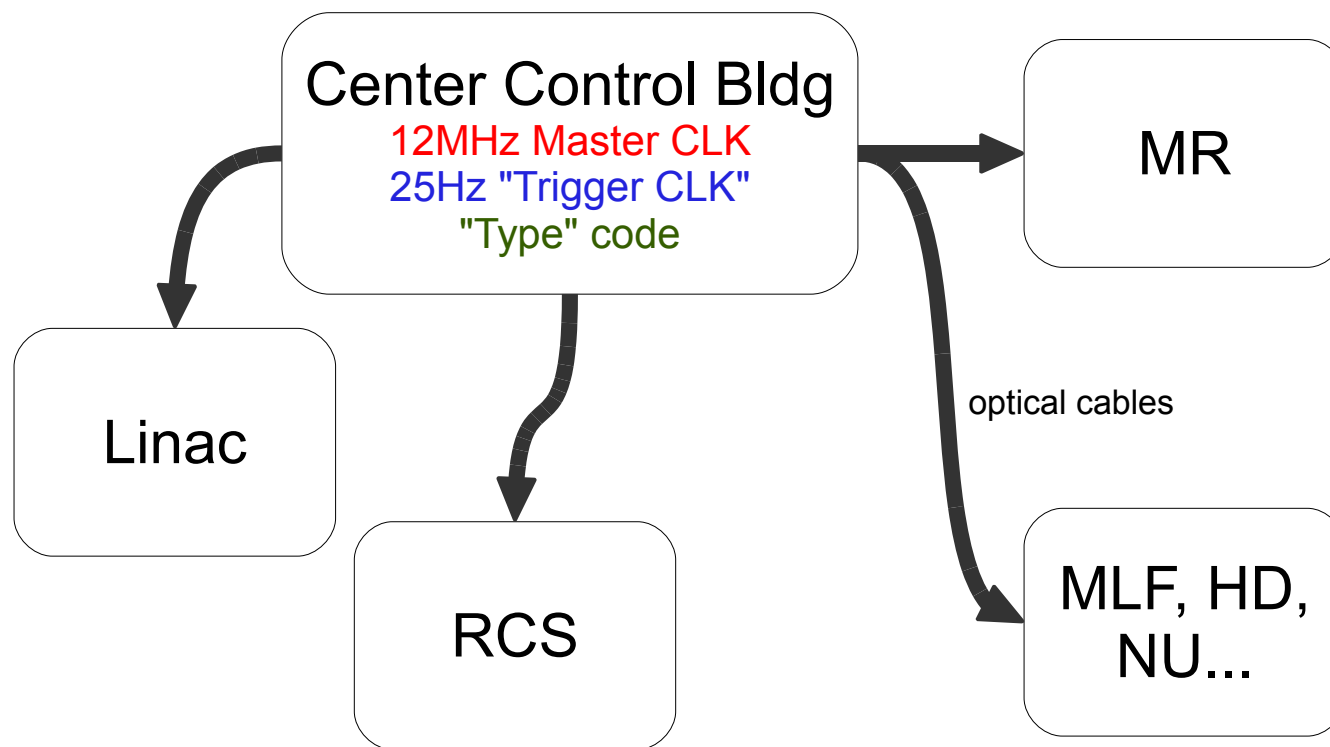 Center Control Bldg
12MHz Master CLK
25Hz "Trigger CLK"
"Type" code
MR
Linac
optical cables
RCS
MLF, HD,
NU...